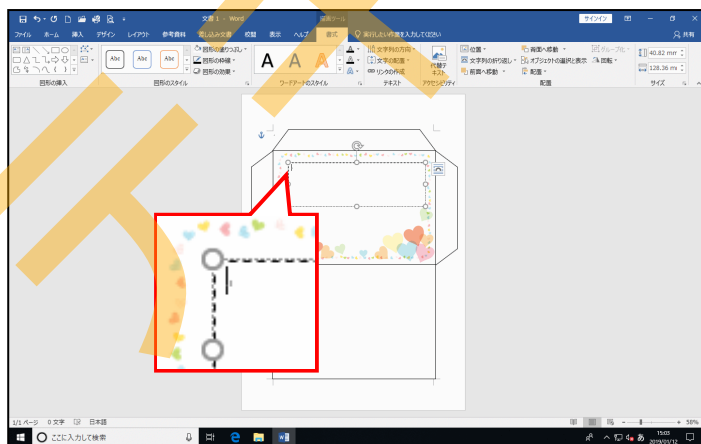 文書 1 - Word
描画ツール
サインイン
ファイル ホーム 挿入 デザイン レイアウト 参考資料 差し込み文書 校閲 表示 ヘルプ 書式 実行したい作業を入力してください 共有
Abc Abc Abc
図形の塗りつぶし
図形の枠線
図形の効果
A A A
文字列の方向
文字の配置
リンクの作成
代替テキスト
位置
文字列の折り返し
前面へ移動
背面へ移動
オブジェクトの選択と表示
配置
グループ化
回転
40.82 mm
128.36 mm
図形の挿入 図形のスタイル ワードアートのスタイル テキスト アクセシビリティ 配置 サイズ
1/1 ページ 0 文字 日本語 58%
ここに入力して検索
あ
15:03
2019/01/12